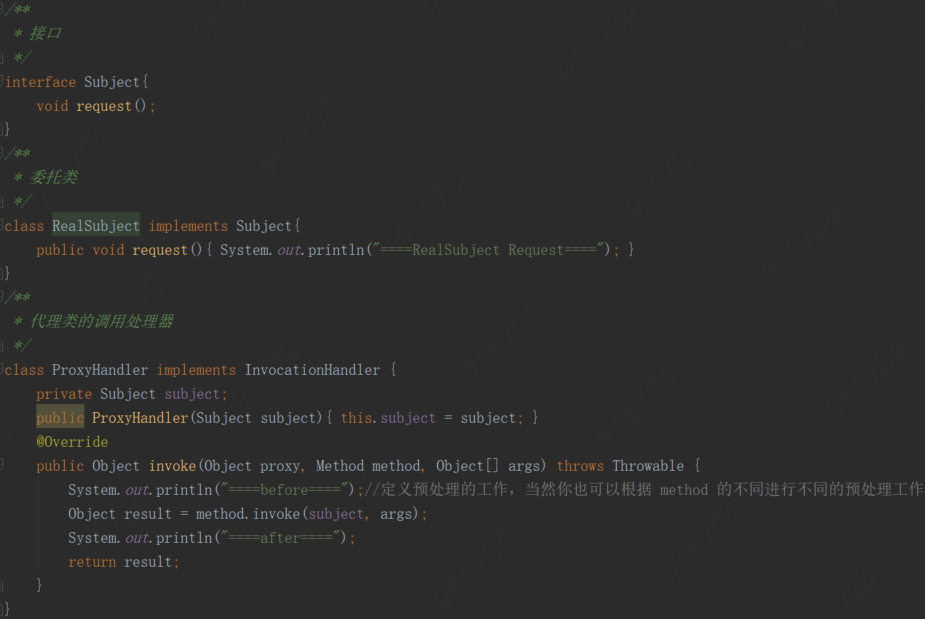 /**
 * 接口
 */
interface Subject{
    void request();
}
/**
 * 委托类
 */
class RealSubject implements Subject{
    public void request(){ System.out.println("====RealSubject Request===="); }
}
/**
 * 代理类的调用处理器
 */
class ProxyHandler implements InvocationHandler {
    private Subject subject;
    public ProxyHandler(Subject subject){ this.subject = subject; }
    @Override
    public Object invoke(Object proxy, Method method, Object[] args) throws Throwable {
        System.out.println("====before====");//定义预处理的工作，当然你也可以根据 method 的不同进行不同的预处理工作
        Object result = method.invoke(subject, args);
        System.out.println("====after====");
        return result;
    }
}